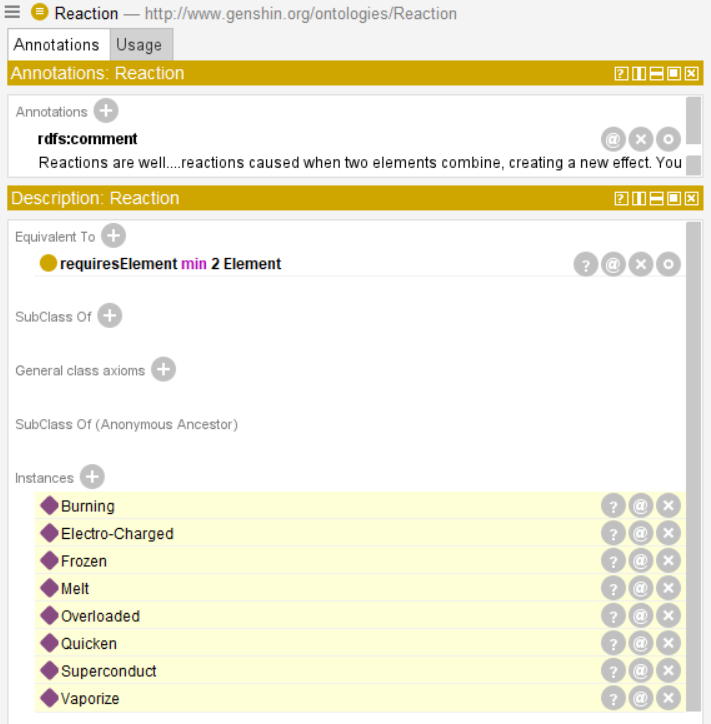 Reaction — http://www.genshin.org/ontologies/Reaction
Annotations Usage
Annotations: Reaction
Annotations
rdfs:comment
Reactions are well....reactions caused when two elements combine, creating a new effect. You
Description: Reaction
Equivalent To
requiresElement min 2 Element
SubClass Of
General class axioms
SubClass Of (Anonymous Ancestor)
Instances
Burning
Electro-Charged
Frozen
Melt
Overloaded
Quicken
Superconduct
Vaporize